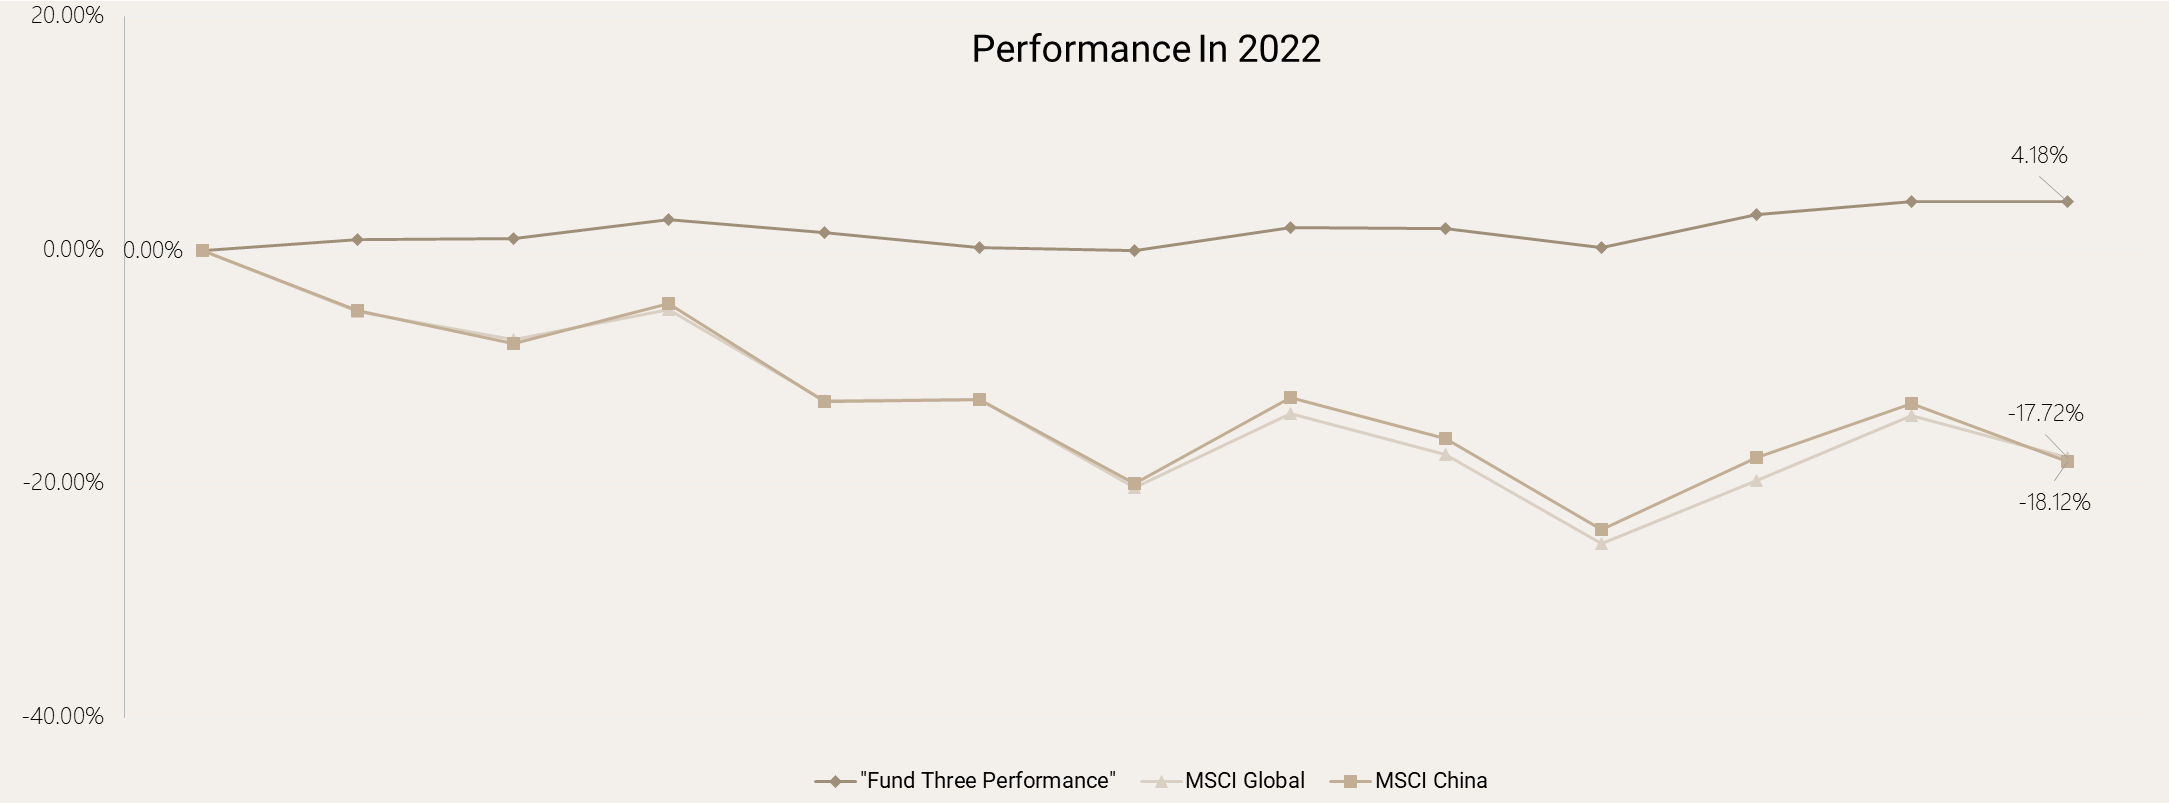 20.00%
Performance In 2022
4.18%
0.00%
0.00%
-17.72%
-20.00%
-18.12%
-40.00%
"Fund Three Performance"
MSCI Global
MSCI China